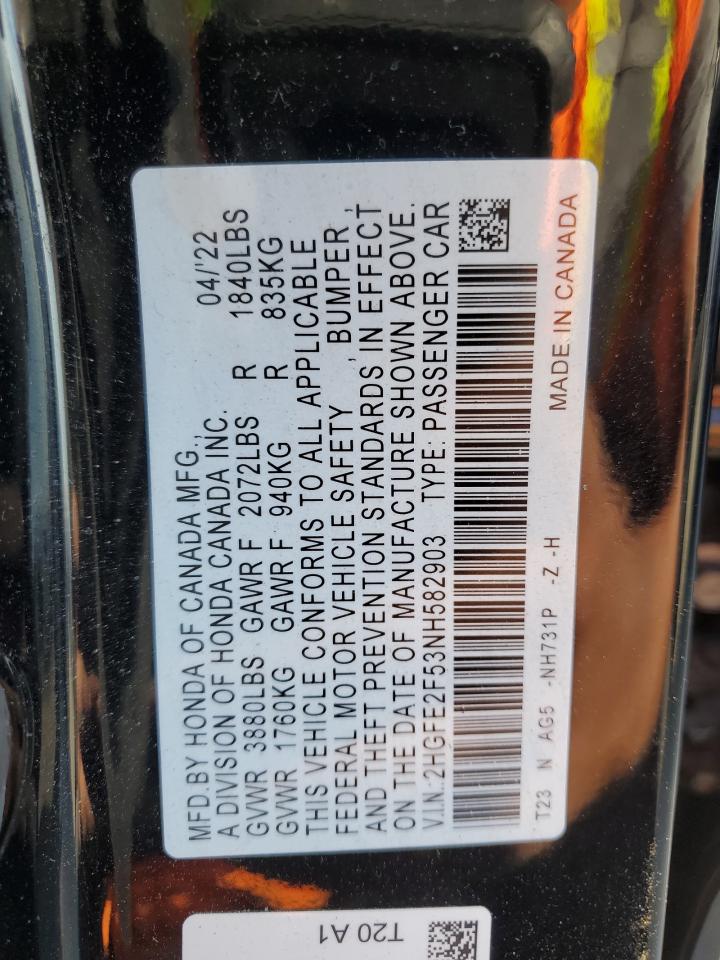 MFD.BY HONDA OF CANADA MFG.,
A DIVISION OF HONDA CANADA INC. 04/'22
GVWR 3880LBS GAWR F 2072LBS R 1840LBS
GVWR 1760KG GAWR F 940KG R 835KG
THIS VEHICLE CONFORMS TO ALL APPLICABLE
FEDERAL MOTOR VEHICLE SAFETY , BUMPER ,
AND THEFT PREVENTION STANDARDS IN EFFECT
ON THE DATE OF MANUFACTURE SHOWN ABOVE.
V.I.N.:2HGFE2F53NH582903 TYPE: PASSENGER CAR
T23 N AG5 -NH731P -Z -H MADE IN CANADA
T20 A1